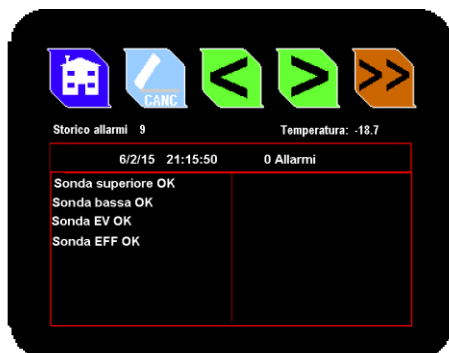 CANC
Storico allarmi 9 Temperatura: -18.7
6/2/15 21:15:50 0 Allarmi
Sonda superiore OK
Sonda bassa OK
Sonda EV OK
Sonda EFF OK